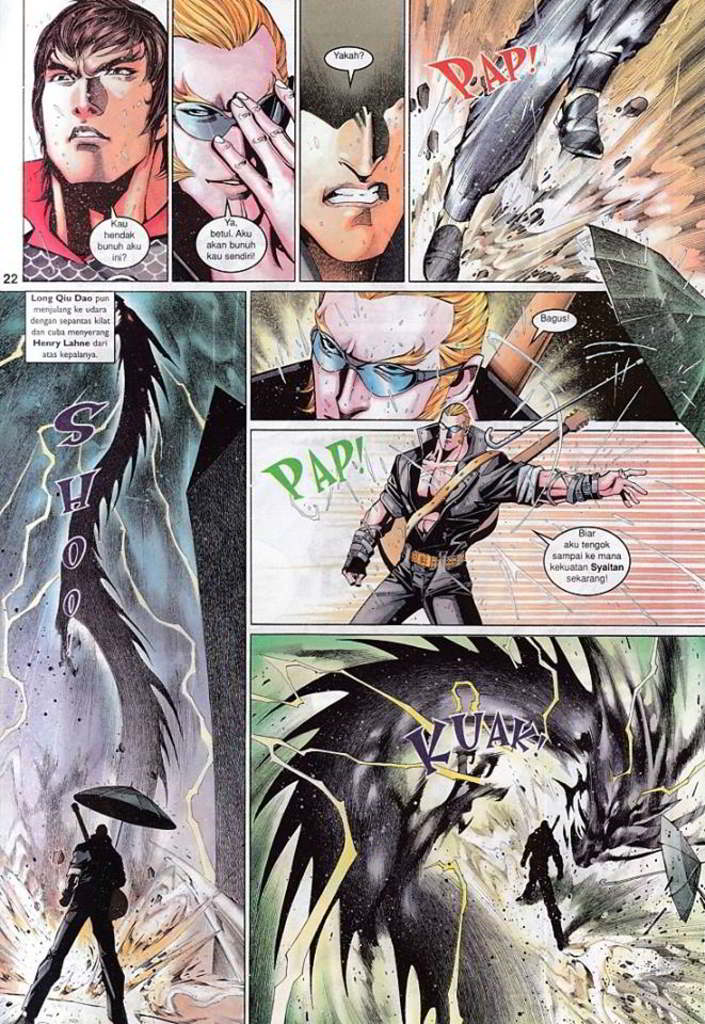 Kau
hendak
bunuh aku
ini?
Ya,
betul. Aku
akan bunuh
kau sendiri!
Yakah?
PAP!
22
Long Qiu Dao pun
menjulang ke udara
dengan sepantas kilat
dan cuba menyerang
Henry Lahne dari
atas kepalanya.
SHOO
Bagus!
PAP!
Biar
aku tengok
sampai ke mana
kekuatan Syaitan
sekarang!
KUAK!